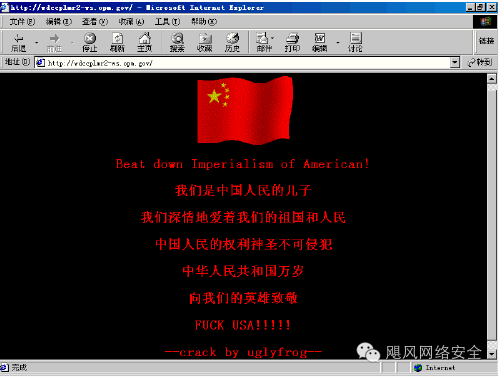 http://wdccplmr2-ws.opm.gov/ - Microsoft Internet Explorer
文件(F) 编辑(E) 查看(V) 收藏(A) 工具(T) 帮助(H)
后退 前进 停止 刷新 主页 搜索 收藏 历史 邮件 打印 编辑 讨论 链接
地址(D) http://wdccplmr2-ws.opm.gov/ 转到
Beat down Imperialism of American!
我们是中国人民的儿子
我们深情地爱着我们的祖国和人民
中国人民的权利神圣不可侵犯
中华人民共和国万岁
向我们的英雄致敬
FUCK USA!!!!!
--crack by uglyfrog--
飓风网络安全
完成 Internet